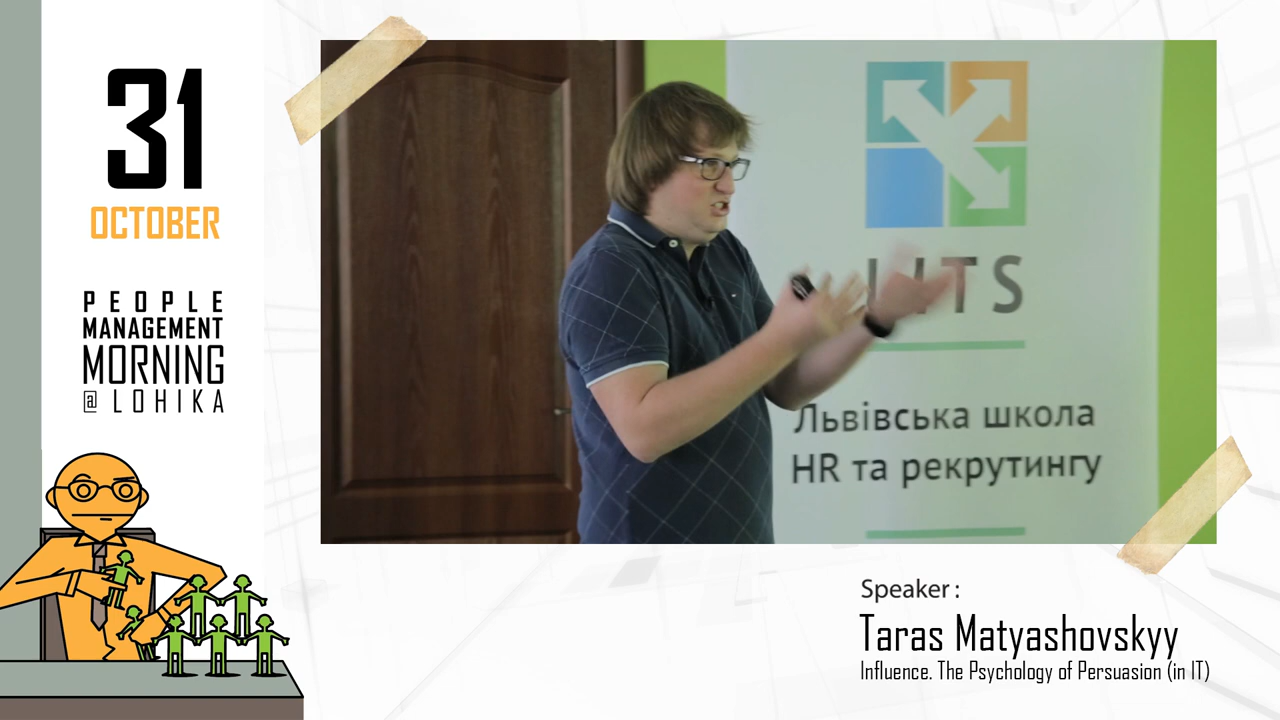 31
OCTOBER
PEOPLE
MANAGEMENT
MORNING
@ LOHIKA
Львівська школа
HR та рекрутингу
Speaker :
Taras Matyashovskyy
Influence. The Psychology of Persuasion (in IT)